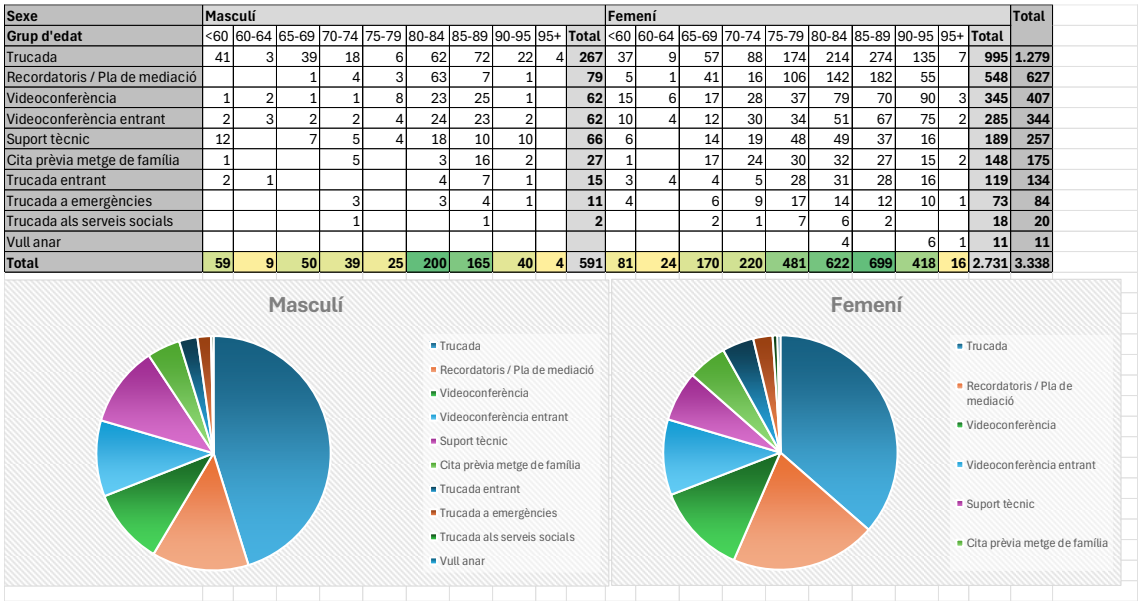 Sexe Masculí Femení Total
Grup d'edat <60 60-64 65-69 70-74 75-79 80-84 85-89 90-95 95+ Total <60 60-64 65-69 70-74 75-79 80-84 85-89 90-95 95+ Total
Trucada 41 3 39 18 6 62 72 22 4 267 37 9 57 88 174 214 274 135 7 995 1.279
Recordatoris / Pla de mediació 1 4 3 63 7 1 79 5 1 41 16 106 142 182 55 548 627
Videoconferència 1 2 1 1 8 23 25 1 62 15 6 17 28 37 79 70 90 3 345 407
Videoconferència entrant 2 3 2 2 4 24 23 2 62 10 4 12 30 34 51 67 75 2 285 344
Suport tècnic 12 7 5 4 18 10 10 66 6 14 19 48 49 37 16 189 257
Cita prèvia metge de família 1 5 3 16 2 27 1 17 24 30 32 27 15 2 148 175
Trucada entrant 2 1 4 7 1 15 3 4 4 5 28 31 28 16 119 134
Trucada a emergències 3 3 4 1 11 4 6 9 17 14 12 10 1 73 84
Trucada als serveis socials 1 1 2 2 1 7 6 2 18 20
Vull anar 4 6 1 11 11
Total 59 9 50 39 25 200 165 40 4 591 81 24 170 220 481 622 699 418 16 2.731 3.338
Masculí
Trucada
Recordatoris / Pla de mediació
Videoconferència
Videoconferència entrant
Suport tècnic
Cita prèvia metge de família
Trucada entrant
Trucada a emergències
Trucada als serveis socials
Vull anar
Femení
Trucada
Recordatoris / Pla de
mediació
Videoconferència
Videoconferència entrant
Suport tècnic
Cita prèvia metge de família